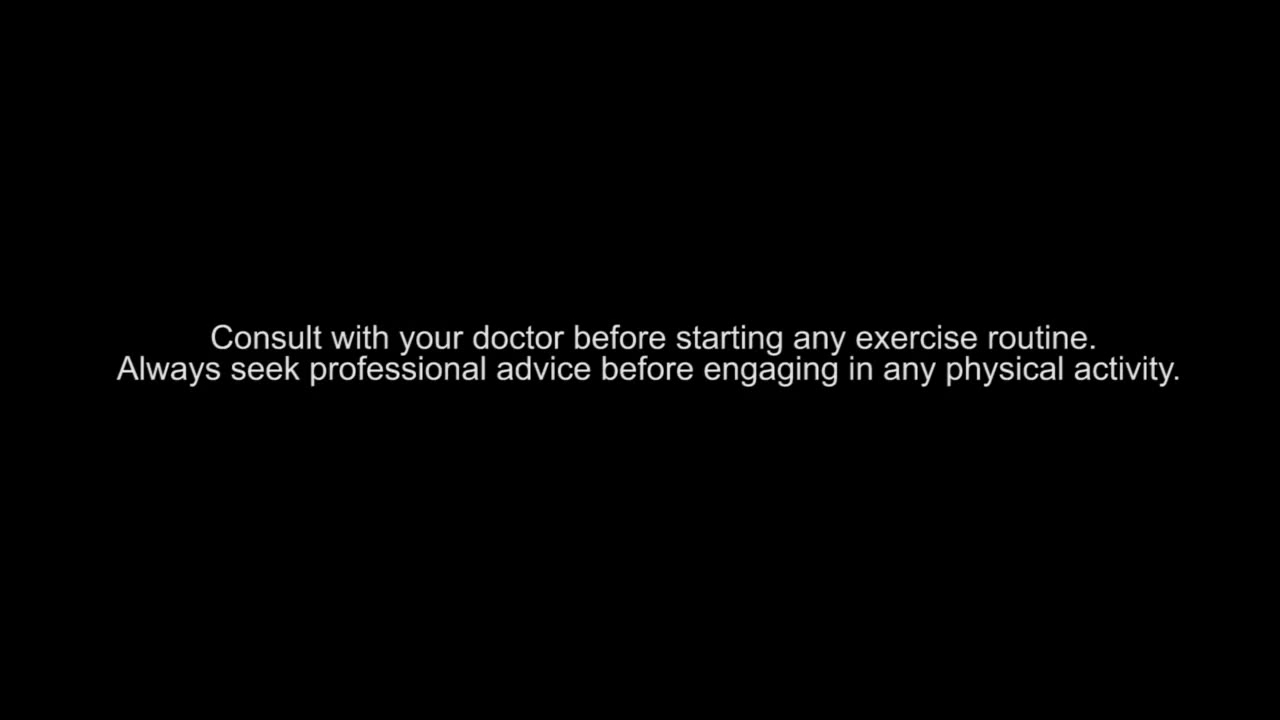 Consult with your doctor before starting any exercise routine.
Always seek professional advice before engaging in any physical activity.